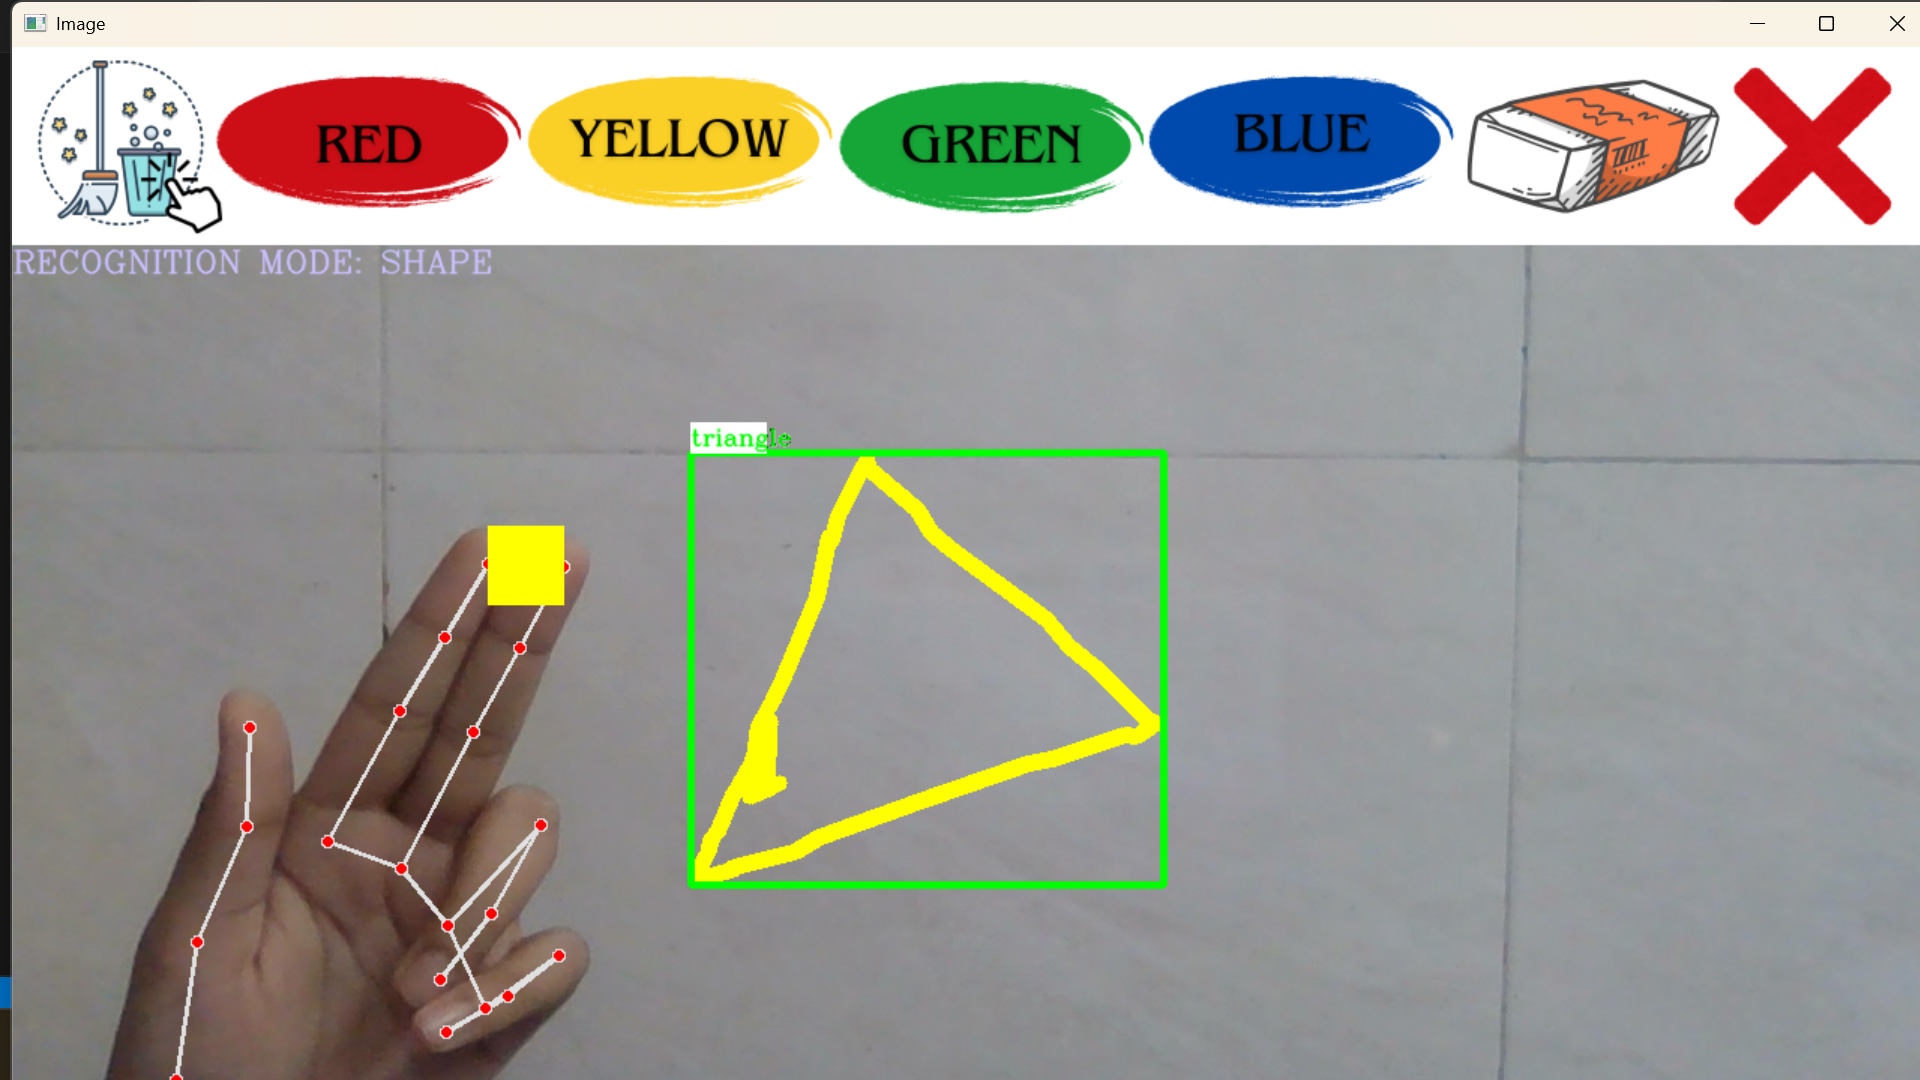 Image
RED
YELLOW
GREEN
BLUE
RECOGNITION MODE: SHAPE
triangle